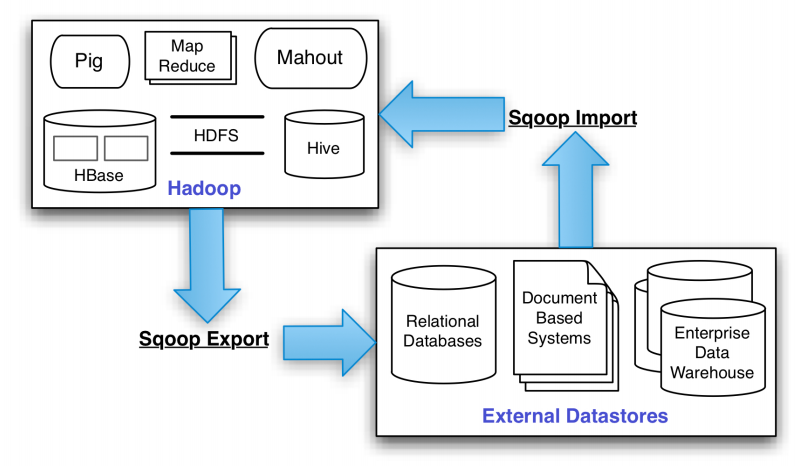 Pig
Map
Reduce
Mahout
HBase
HDFS
Hive
Hadoop
Sqoop Import
Sqoop Export
Relational
Databases
Document
Based
Systems
Enterprise
Data
Warehouse
External Datastores